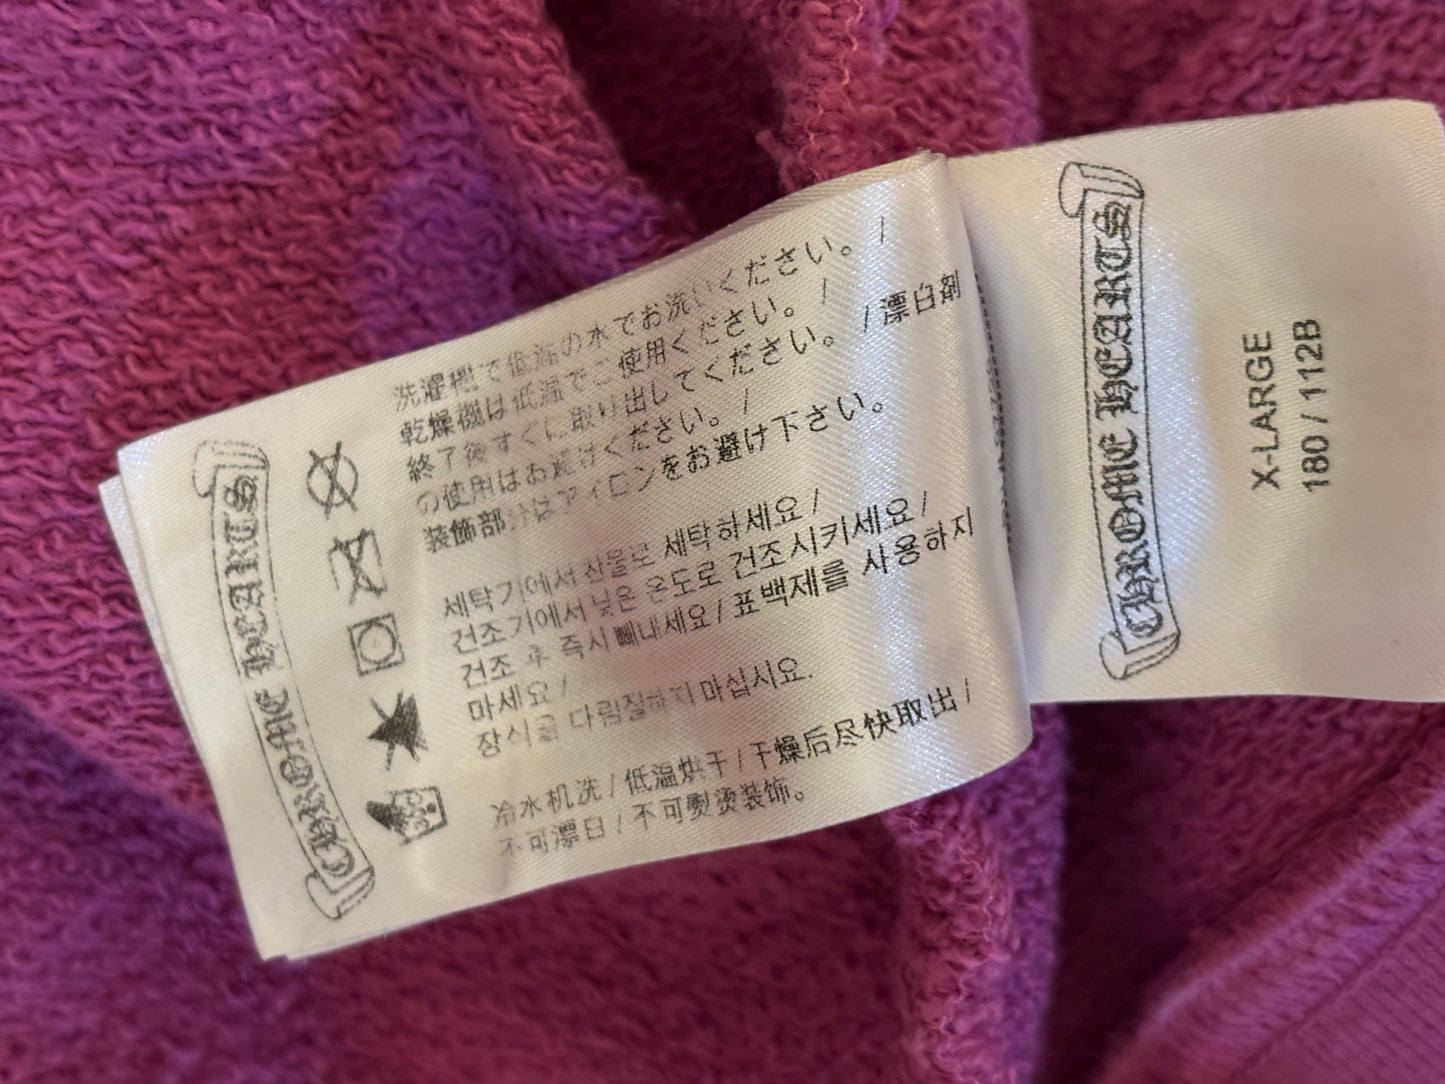 CHROME HEARTS
洗濯機で低温の水でお洗いください。 /
乾燥機は低温でご使用ください。 /
終了後すぐに取り出してください。 / 漂白剤
の使用はお避けください。 /
装飾部分はアイロンをお避け下さい。
세탁기에서 산물로 세탁하세요 /
건조기에서 낮은 온도로 건조시키세요 /
건조 후 즉시 빼내세요 / 표백제를 사용하지
마세요 /
장식을 다림질하지 마십시요.
冷水机洗 / 低温烘干 / 干燥后尽快取出 /
不可漂白 / 不可熨烫装饰。
CHROME HEARTS
X-LARGE
180 / 112B